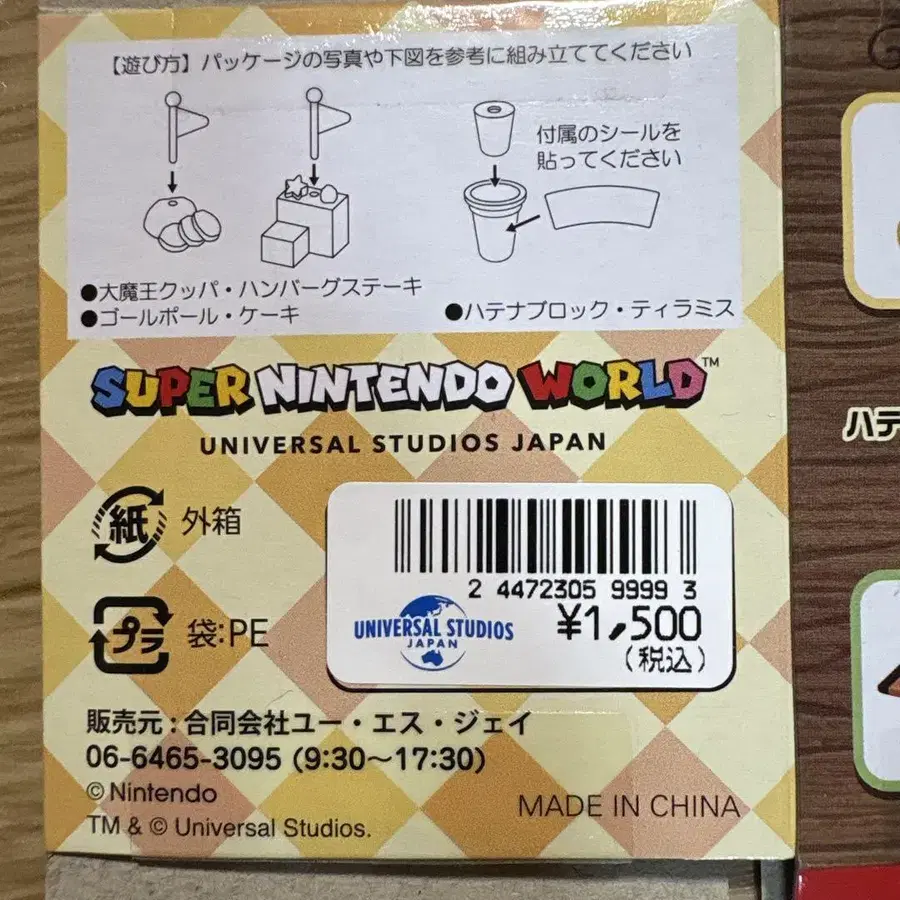 【遊び方】パッケージの写真や下図を参考に組み立ててください
付属のシールを
貼ってください
●大魔王クッパ・ハンバーグステーキ
●ゴールポール・ケーキ
●ハテナブロック・ティラミス
SUPER NINTENDO WORLD™
UNIVERSAL STUDIOS JAPAN
紙 外箱
プラ 袋:PE
2 4472305 9999 3
UNIVERSAL STUDIOS
JAPAN
¥1,500
(税込)
販売元:合同会社ユー・エス・ジェイ
06-6465-3095 (9:30〜17:30)
©Nintendo
TM & © Universal Studios.
MADE IN CHINA
ハテ